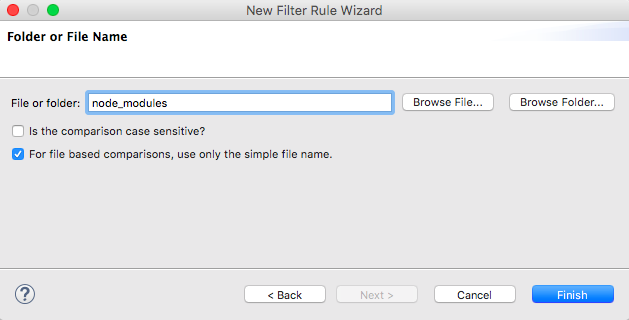 New Filter Rule Wizard
Folder or File Name
File or folder: node_modules Browse File... Browse Folder...
Is the comparison case sensitive?
For file based comparisons, use only the simple file name.
? < Back Next > Cancel Finish